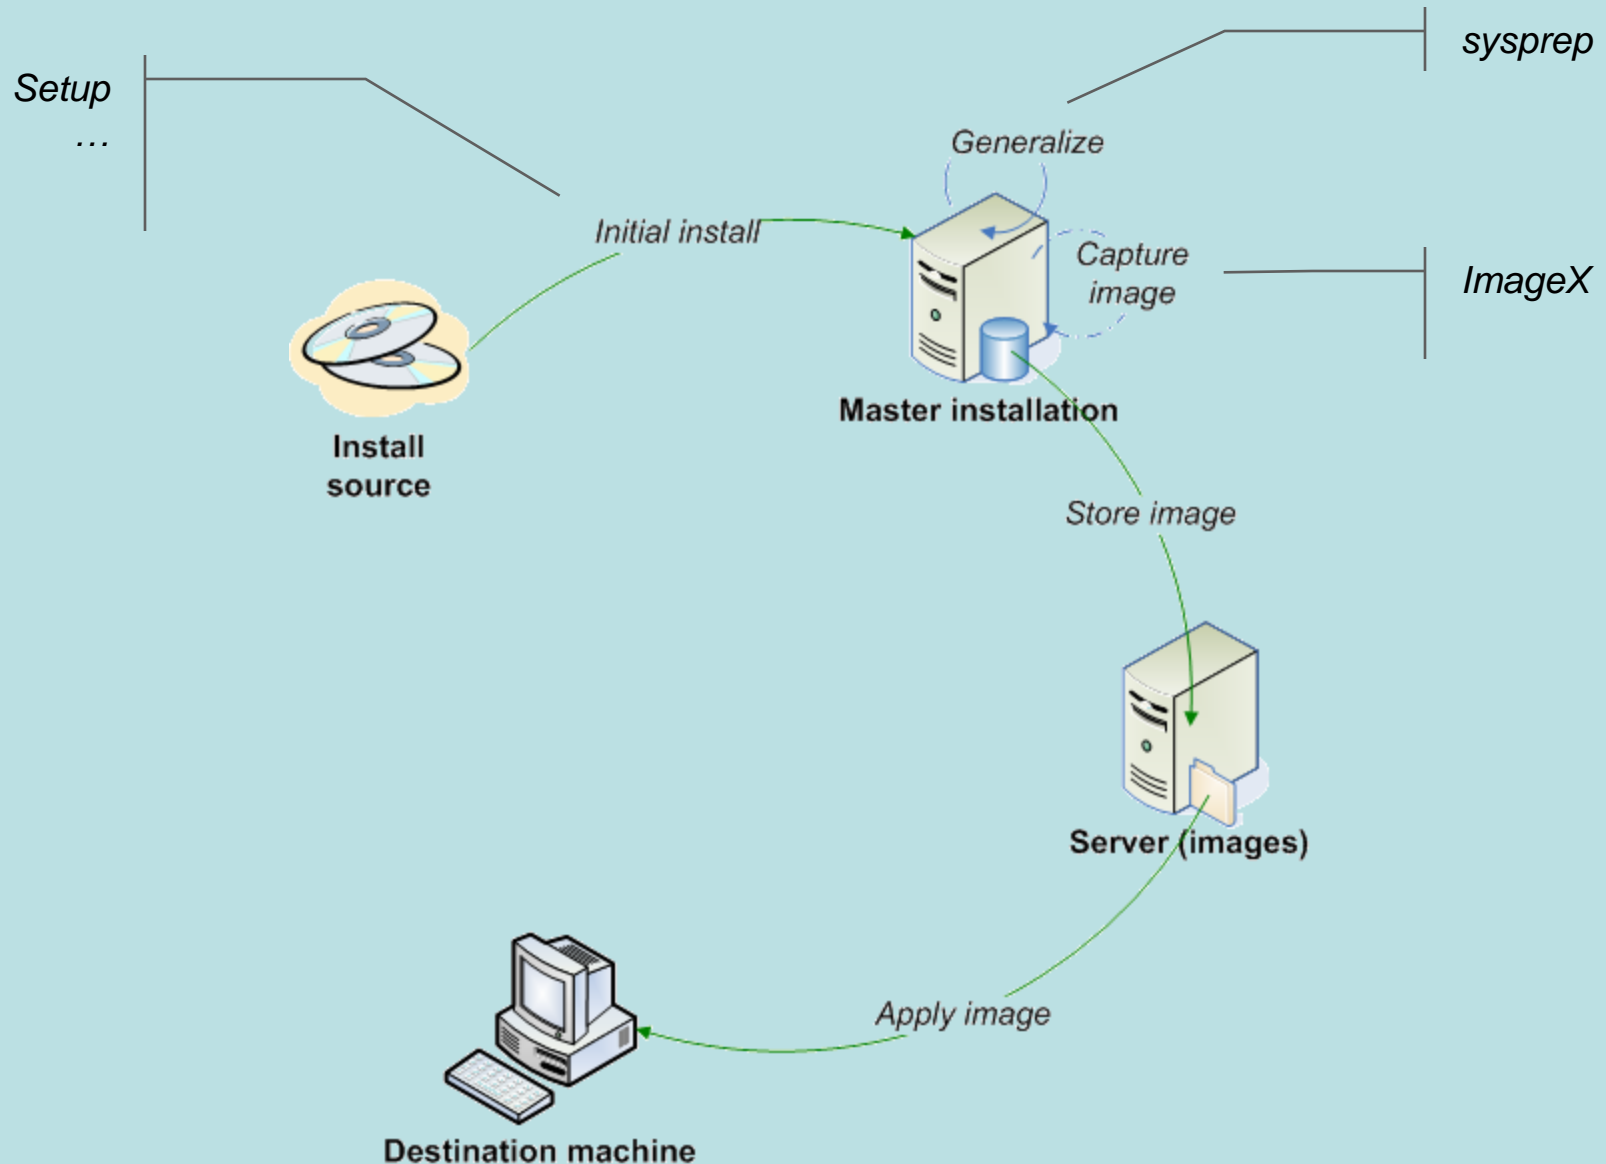 Setup
…
sysprep
Generalize
Initial install
Capture
image
ImageX
Master installation
Install
source
Store image
Server (images)
Apply image
Destination machine